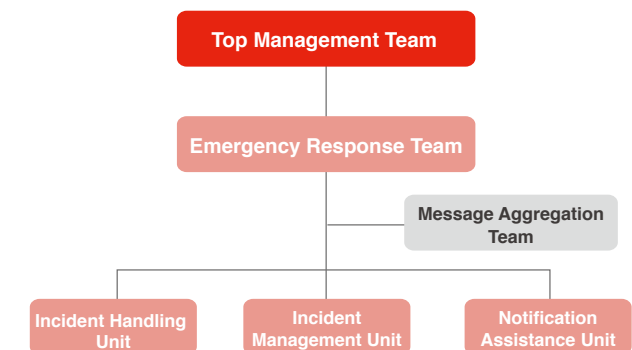 Top Management Team
Emergency Response Team
Message Aggregation
Team
Incident Handling
Unit
Incident
Management Unit
Notification
Assistance Unit